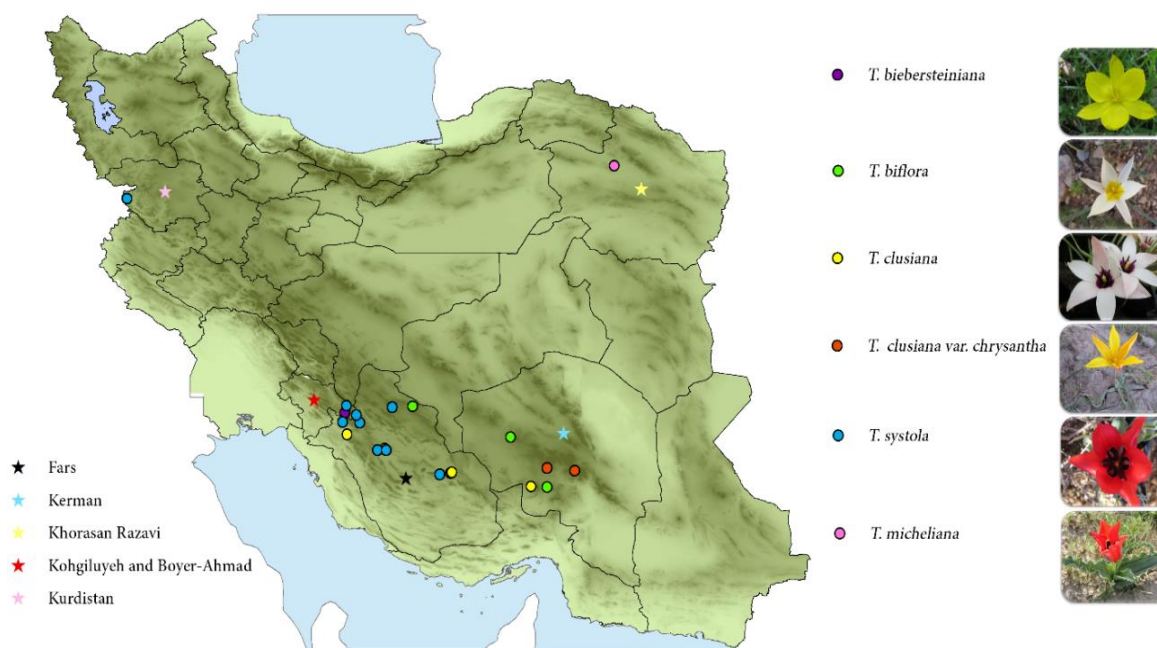 T. biebersteiniana
T. biflora
T. clusiana
T. clusiana var. chrysantha
T. systola
T. micheliana
Fars
Kerman
Khorasan Razavi
Kohgiluyeh and Boyer-Ahmad
Kurdistan